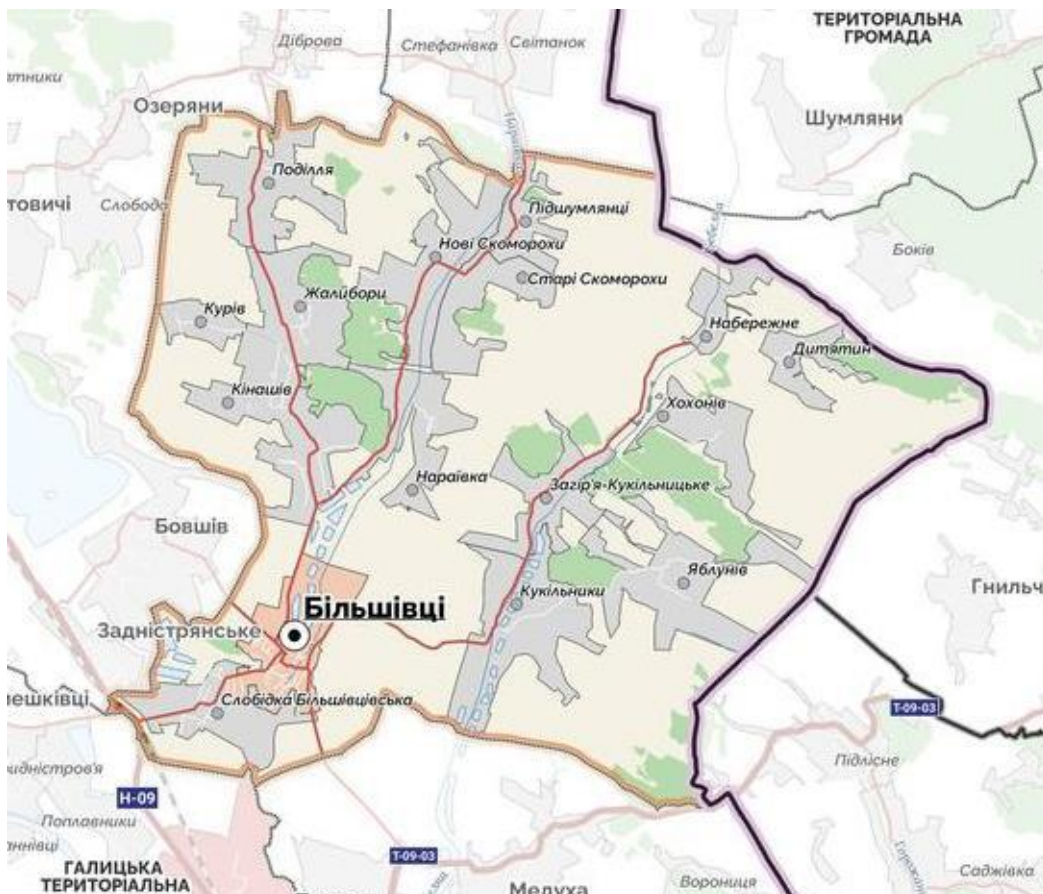 ТЕРИТОРІАЛЬНА
ГРОМАДА
Діброва
Стефанівка
Світанок
Озеряни
Шумляни
Поділля
Слобода
Підшумлянці
Нові Скоморохи
Боків
Старі Скоморохи
Жалибори
Курів
Набережне
Дитятин
Кінашів
Хохонів
Нараївка
Загір'я-Кукільницьке
Бовшів
Яблунів
Кукільники
Більшівці
Задністрянське
Слобідка Більшівцівська
Т-09-03
Підлісне
Н-09
Поплавники
Т-09-03
ГАЛИЦЬКА
ТЕРИТОРІАЛЬНА
Медуха
Ворониця
Саджівка